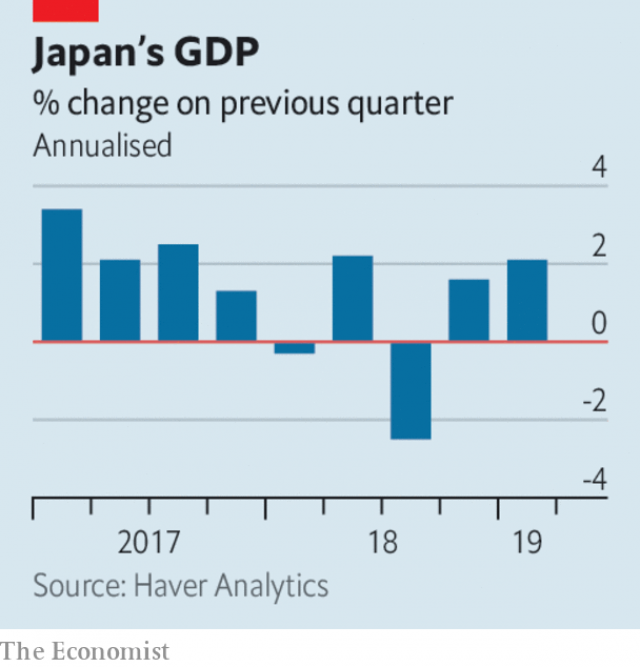 Japan's GDP
% change on previous quarter
Annualised
4
2
0
-2
-4
2017 18 19
Source: Haver Analytics
The Economist